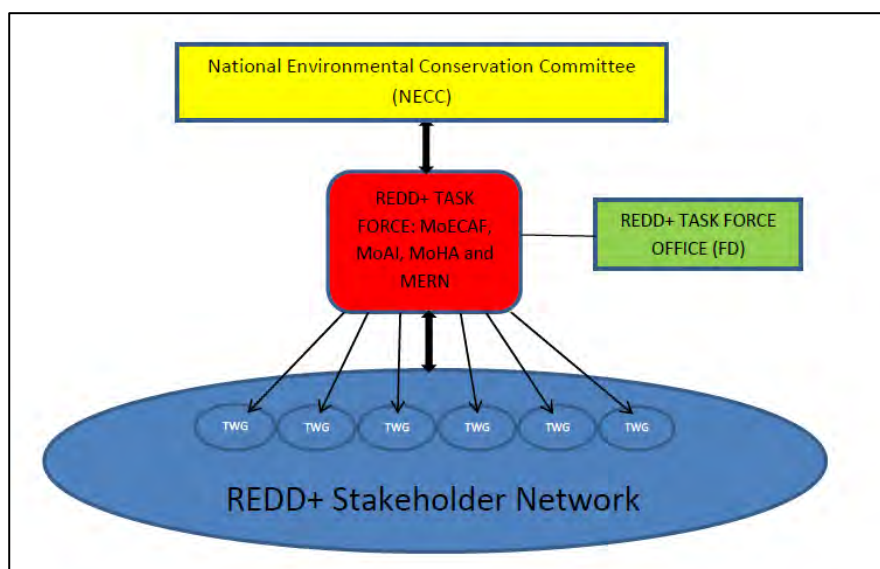 National Environmental Conservation Committee
(NECC)
REDD+ TASK
FORCE: MoECAF,
MoAI, MoHA and
MERN
REDD+ TASK FORCE
OFFICE (FD)
TWG
TWG
TWG
TWG
TWG
TWG
REDD+ Stakeholder Network